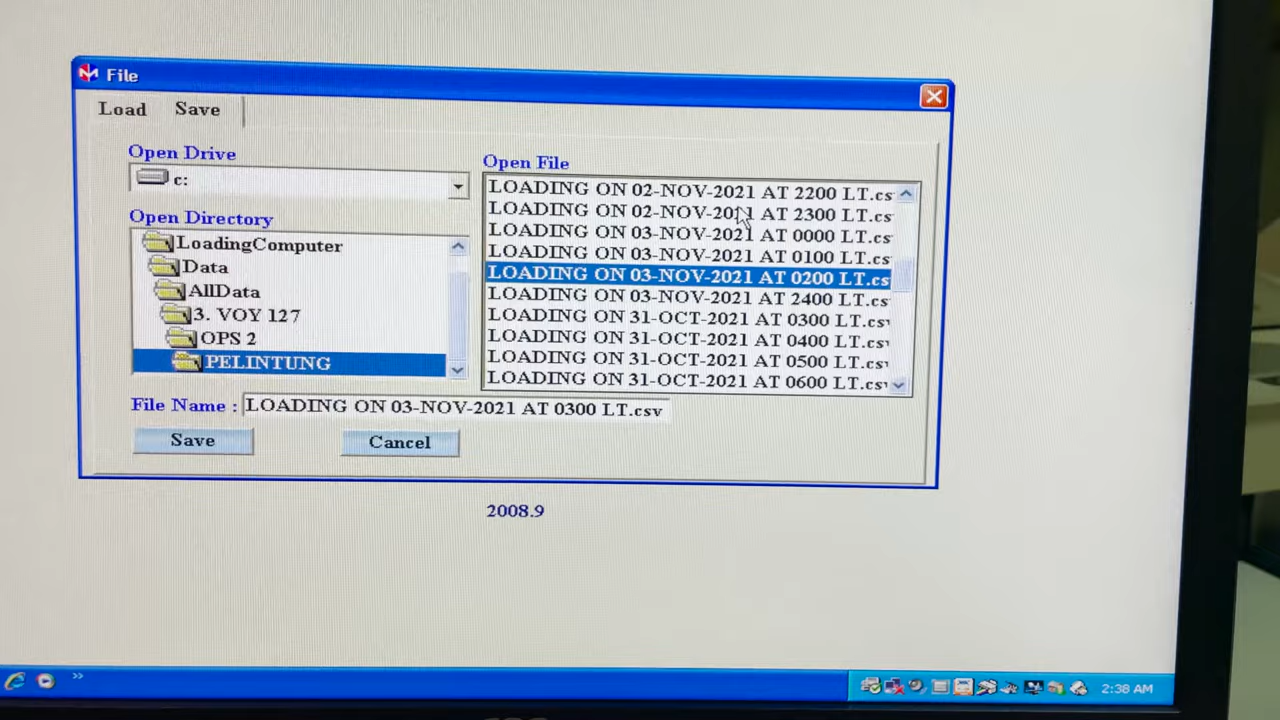 File
Load Save
Open Drive
c:
Open Directory
LoadingComputer
Data
AllData
3. VOY 127
OPS 2
PELINTUNG
Open File
LOADING ON 02-NOV-2021 AT 2200 LT.cs
LOADING ON 02-NOV-2021 AT 2300 LT.cs
LOADING ON 03-NOV-2021 AT 0000 LT.cs
LOADING ON 03-NOV-2021 AT 0100 LT.cs
LOADING ON 03-NOV-2021 AT 0200 LT.cs
LOADING ON 03-NOV-2021 AT 2400 LT.cs
LOADING ON 31-OCT-2021 AT 0300 LT.csv
LOADING ON 31-OCT-2021 AT 0400 LT.csv
LOADING ON 31-OCT-2021 AT 0500 LT.csv
LOADING ON 31-OCT-2021 AT 0600 LT.csv
File Name : LOADING ON 03-NOV-2021 AT 0300 LT.csv
Save Cancel
2008.9
2:38 AM